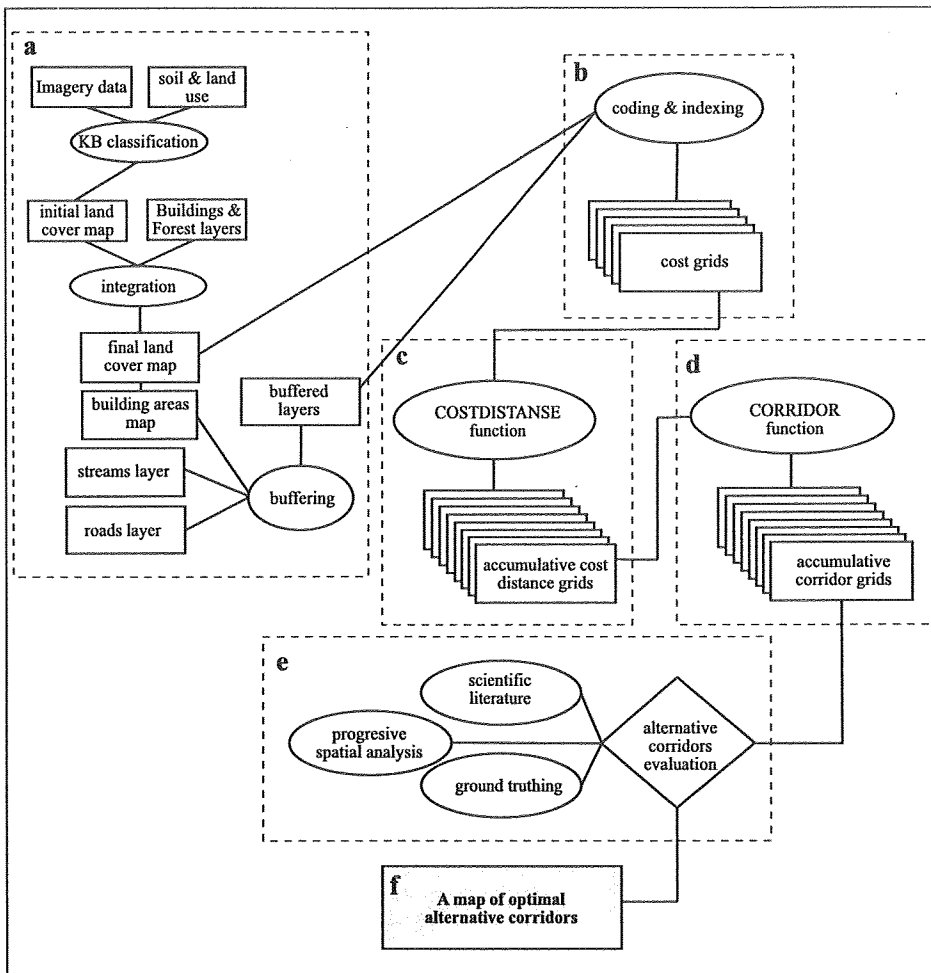 a
Imagery data
soil & land
use
KB classification
initial land
cover map
Buildings &
Forest layers
integration
final land
cover map
building areas
map
buffered
layers
streams layer
buffering
roads layer
b
coding & indexing
cost grids
c
COSTDISTANSE
function
accumulative cost
distance grids
d
CORRIDOR
function
accumulative
corridor grids
e
scientific
literature
progresive
spatial analysis
ground truthing
alternative
corridors
evaluation
f
A map of optimal
alternative corridors